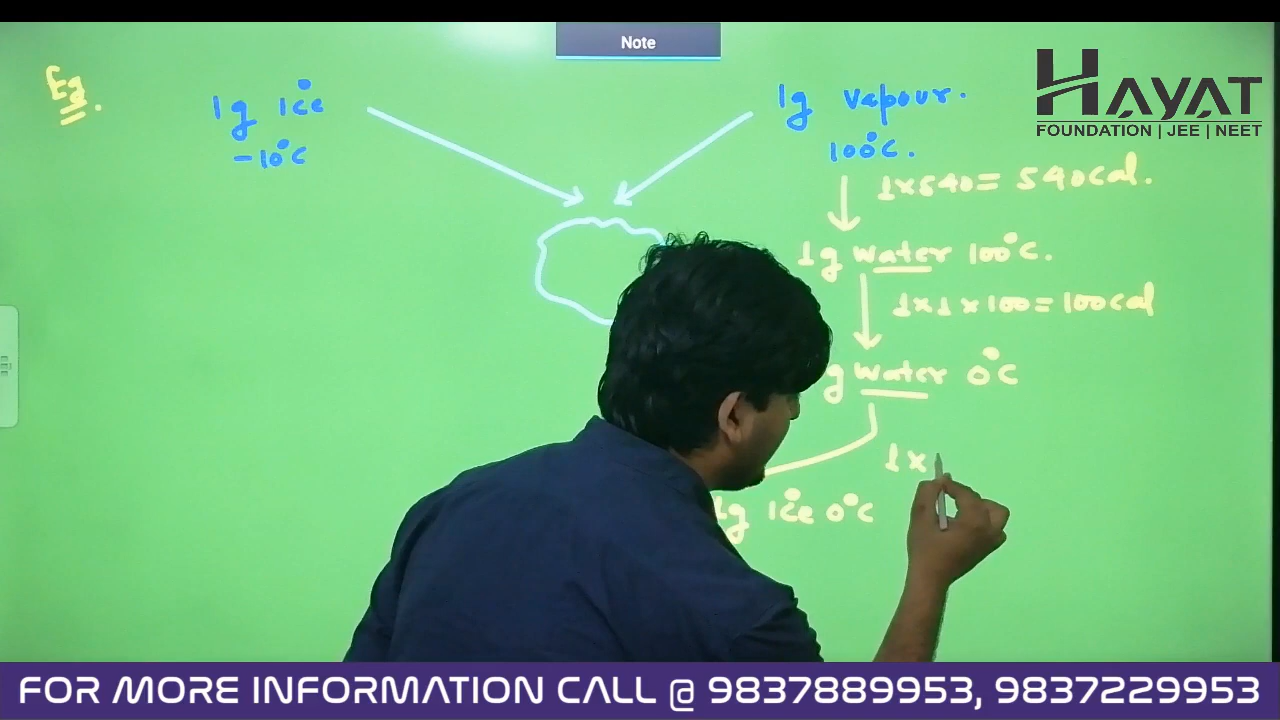 Note
HAYAT
FOUNDATION | JEE | NEET
Eg.
1g Ice
-10°C
1g Vapour.
100°C.
1×540= 540cal.
1g Water 100°C.
1×1×100=100cal
g Water 0°C
1×
1g Ice 0°C
FOR MORE INFORMATION CALL @ 9837889953, 9837229953